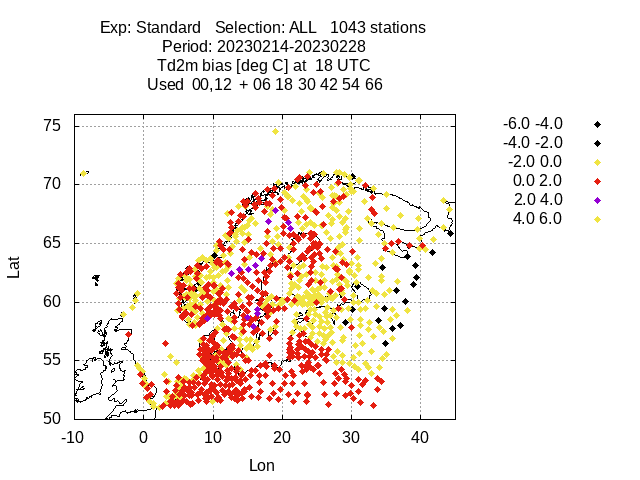 Exp: Standard   Selection: ALL   1043 stations
Period: 20230214-20230228
Td2m bias [deg C] at  18 UTC
Used  00,12  + 06 18 30 42 54 66
-6.0 -4.0
-4.0 -2.0
-2.0 0.0
0.0 2.0
2.0 4.0
4.0 6.0
75
70
65
60
55
50
Lat
-10 0 10 20 30 40
Lon